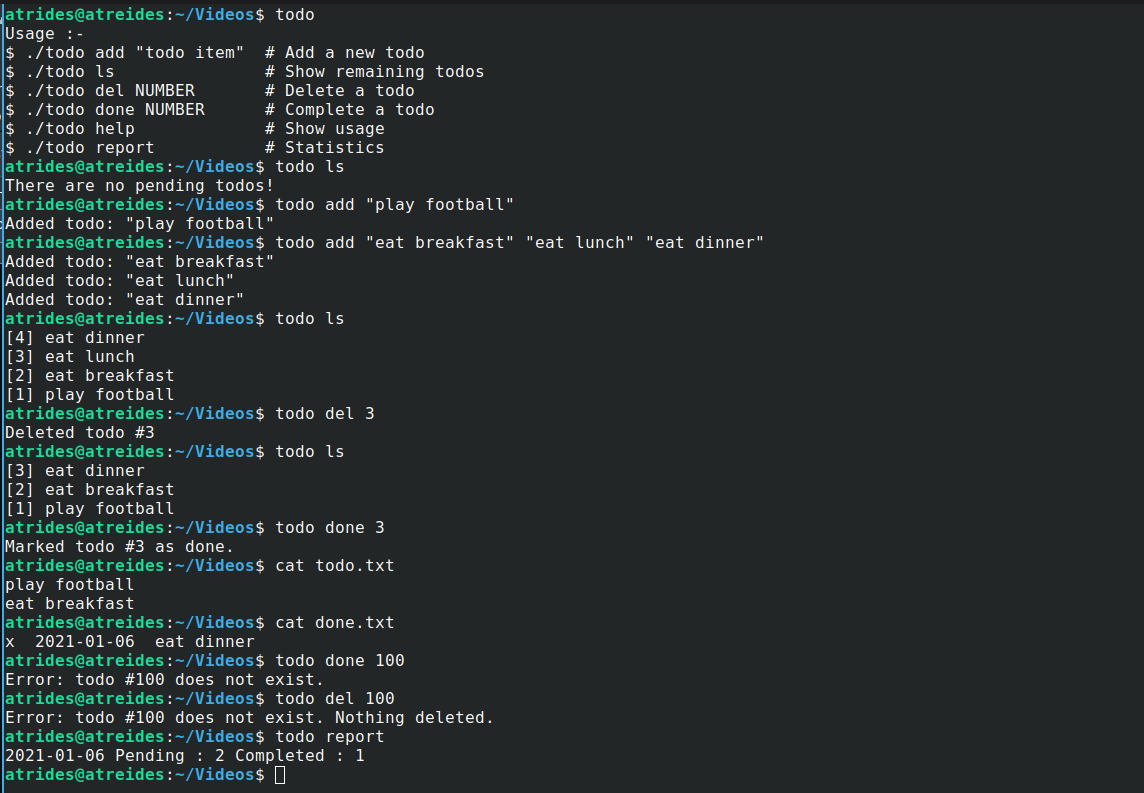 atrides@atreides:~/Videos$ todo
Usage :-
$ ./todo add "todo item"  # Add a new todo
$ ./todo ls               # Show remaining todos
$ ./todo del NUMBER       # Delete a todo
$ ./todo done NUMBER      # Complete a todo
$ ./todo help             # Show usage
$ ./todo report           # Statistics
atrides@atreides:~/Videos$ todo ls
There are no pending todos!
atrides@atreides:~/Videos$ todo add "play football"
Added todo: "play football"
atrides@atreides:~/Videos$ todo add "eat breakfast" "eat lunch" "eat dinner"
Added todo: "eat breakfast"
Added todo: "eat lunch"
Added todo: "eat dinner"
atrides@atreides:~/Videos$ todo ls
[4] eat dinner
[3] eat lunch
[2] eat breakfast
[1] play football
atrides@atreides:~/Videos$ todo del 3
Deleted todo #3
atrides@atreides:~/Videos$ todo ls
[3] eat dinner
[2] eat breakfast
[1] play football
atrides@atreides:~/Videos$ todo done 3
Marked todo #3 as done.
atrides@atreides:~/Videos$ cat todo.txt
play football
eat breakfast
atrides@atreides:~/Videos$ cat done.txt
x  2021-01-06  eat dinner
atrides@atreides:~/Videos$ todo done 100
Error: todo #100 does not exist.
atrides@atreides:~/Videos$ todo del 100
Error: todo #100 does not exist. Nothing deleted.
atrides@atreides:~/Videos$ todo report
2021-01-06 Pending : 2 Completed : 1
atrides@atreides:~/Videos$